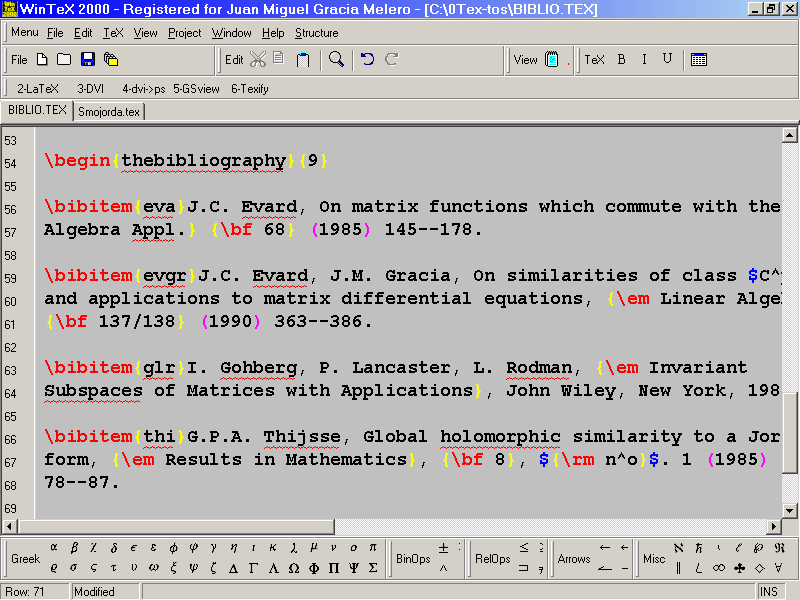 WinTeX 2000 - Registered for Juan Miguel Gracia Melero - [C:\0Tex-tos\BIBLIO.TEX]
Menu File Edit TeX View Project Window Help Structure
File Edit View TeX B I U
2-LaTeX 3-DVI 4-dvi->ps 5-GSview 6-Texify
BIBLIO.TEX Smojorda.tex
53
54 \begin{thebibliography}{9}
55
56 \bibitem{eva}J.C. Evard, On matrix functions which commute with the
57 Algebra Appl.} {\bf 68} (1985) 145--178.
58
59 \bibitem{evgr}J.C. Evard, J.M. Gracia, On similarities of class $C^
60 and applications to matrix differential equations, {\em Linear Alge
61 {\bf 137/138} (1990) 363--386.
62
63 \bibitem{glr}I. Gohberg, P. Lancaster, L. Rodman, {\em Invariant
64 Subspaces of Matrices with Applications}, John Wiley, New York, 198
65
66 \bibitem{thi}G.P.A. Thijsse, Global holomorphic similarity to a Jor
67 form, {\em Results in Mathematics}, {\bf 8}, ${\rm n^o}$. 1 (1985)
68 78--87.
69
Greek α β χ δ ϵ ε ϕ φ γ η ι κ λ μ ν ο π BinOps ± RelOps ≤ Arrows ← ← Misc ℵ ℏ ı ℓ ℘ ℜ
ϱ σ ς τ υ ω ξ ψ ζ Δ Γ Λ Ω Φ Π Ψ Σ ∧ ⊐ ∥ ∠ ∞ ♣ ◇ ∀
Row: 71 Modified INS